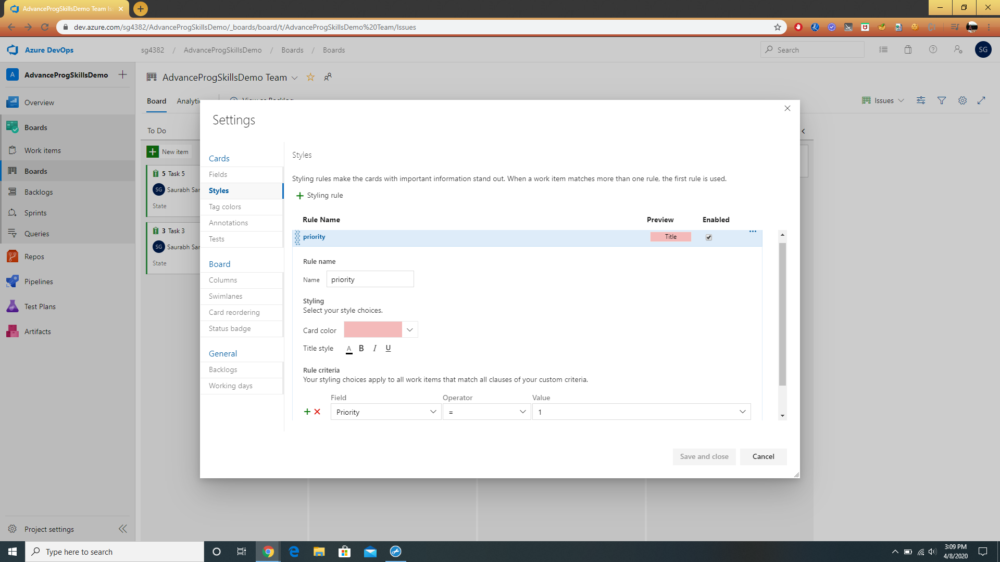 AdvanceProgSkillsDemo Team Is
dev.azure.com/sg4382/AdvanceProgSkillsDemo/_boards/board/t/AdvanceProgSkillsDemo%20Team/Issues
Azure DevOps
sg4382 / AdvanceProgSkillsDemo / Boards / Boards
Search
SG
A AdvanceProgSkillsDemo
Overview
Boards
Work items
Boards
Backlogs
Sprints
Queries
Repos
Pipelines
Test Plans
Artifacts
Project settings
AdvanceProgSkillsDemo Team
Board Analytic View as Backlog
Issues
To Do
New item
5 Task 5
SG Saurabh Sar
State
3 Task 3
SG Saurabh Sar
State
Settings
Cards
Fields
Styles
Tag colors
Annotations
Tests
Board
Columns
Swimlanes
Card reordering
Status badge
General
Backlogs
Working days
Styles
Styling rules make the cards with important information stand out. When a work item matches more than one rule, the first rule is used.
Styling rule
Rule Name Preview Enabled
priority Title
Rule name
Name priority
Styling
Select your style choices.
Card color
Title style A B I U
Rule criteria
Your styling choices apply to all work items that match all clauses of your custom criteria.
Field Operator Value
Priority = 1
Save and close Cancel
Type here to search
3:09 PM
4/8/2020